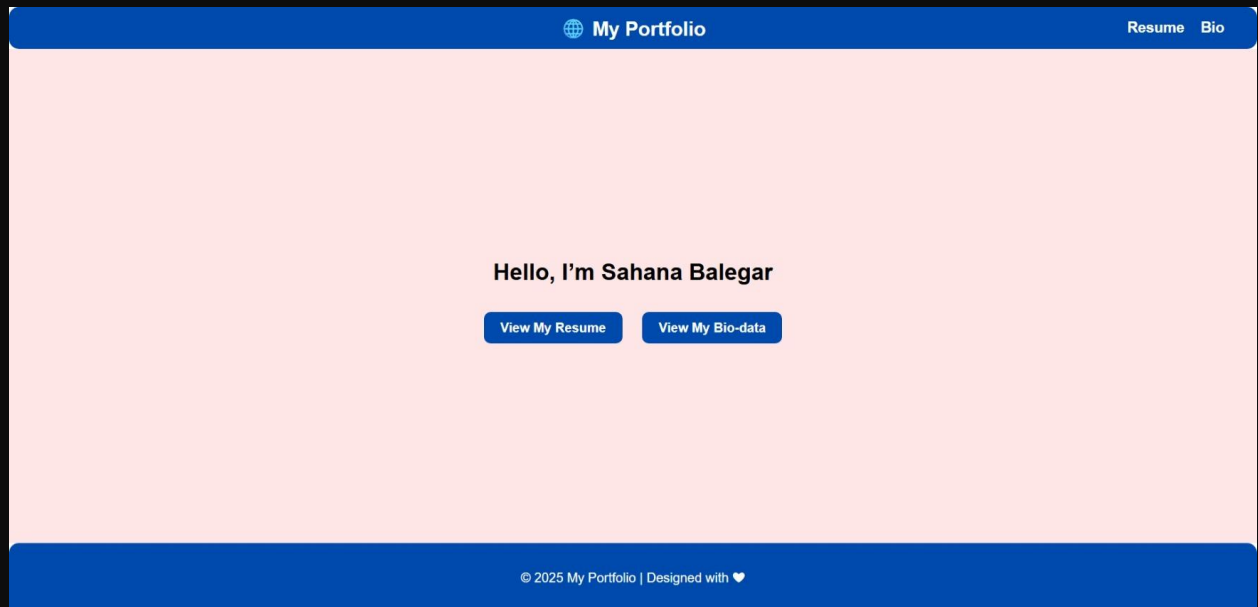 🌐 My Portfolio
Resume Bio
Hello, I’m Sahana Balegar
View My Resume
View My Bio-data
© 2025 My Portfolio | Designed with 🤍